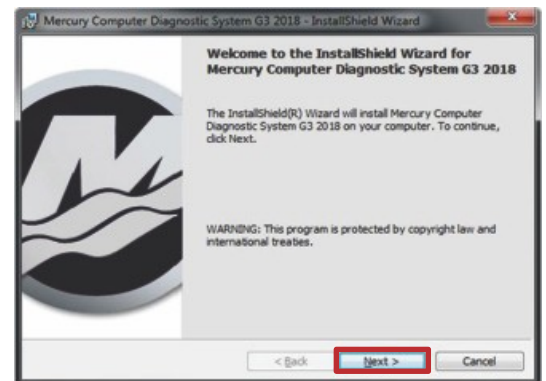 Mercury Computer Diagnostic System G3 2018 - InstallShield Wizard
Welcome to the InstallShield Wizard for
Mercury Computer Diagnostic System G3 2018
The InstallShield(R) Wizard will install Mercury Computer
Diagnostic System G3 2018 on your computer. To continue,
click Next.
WARNING: This program is protected by copyright law and
international treaties.
< Back Next > Cancel